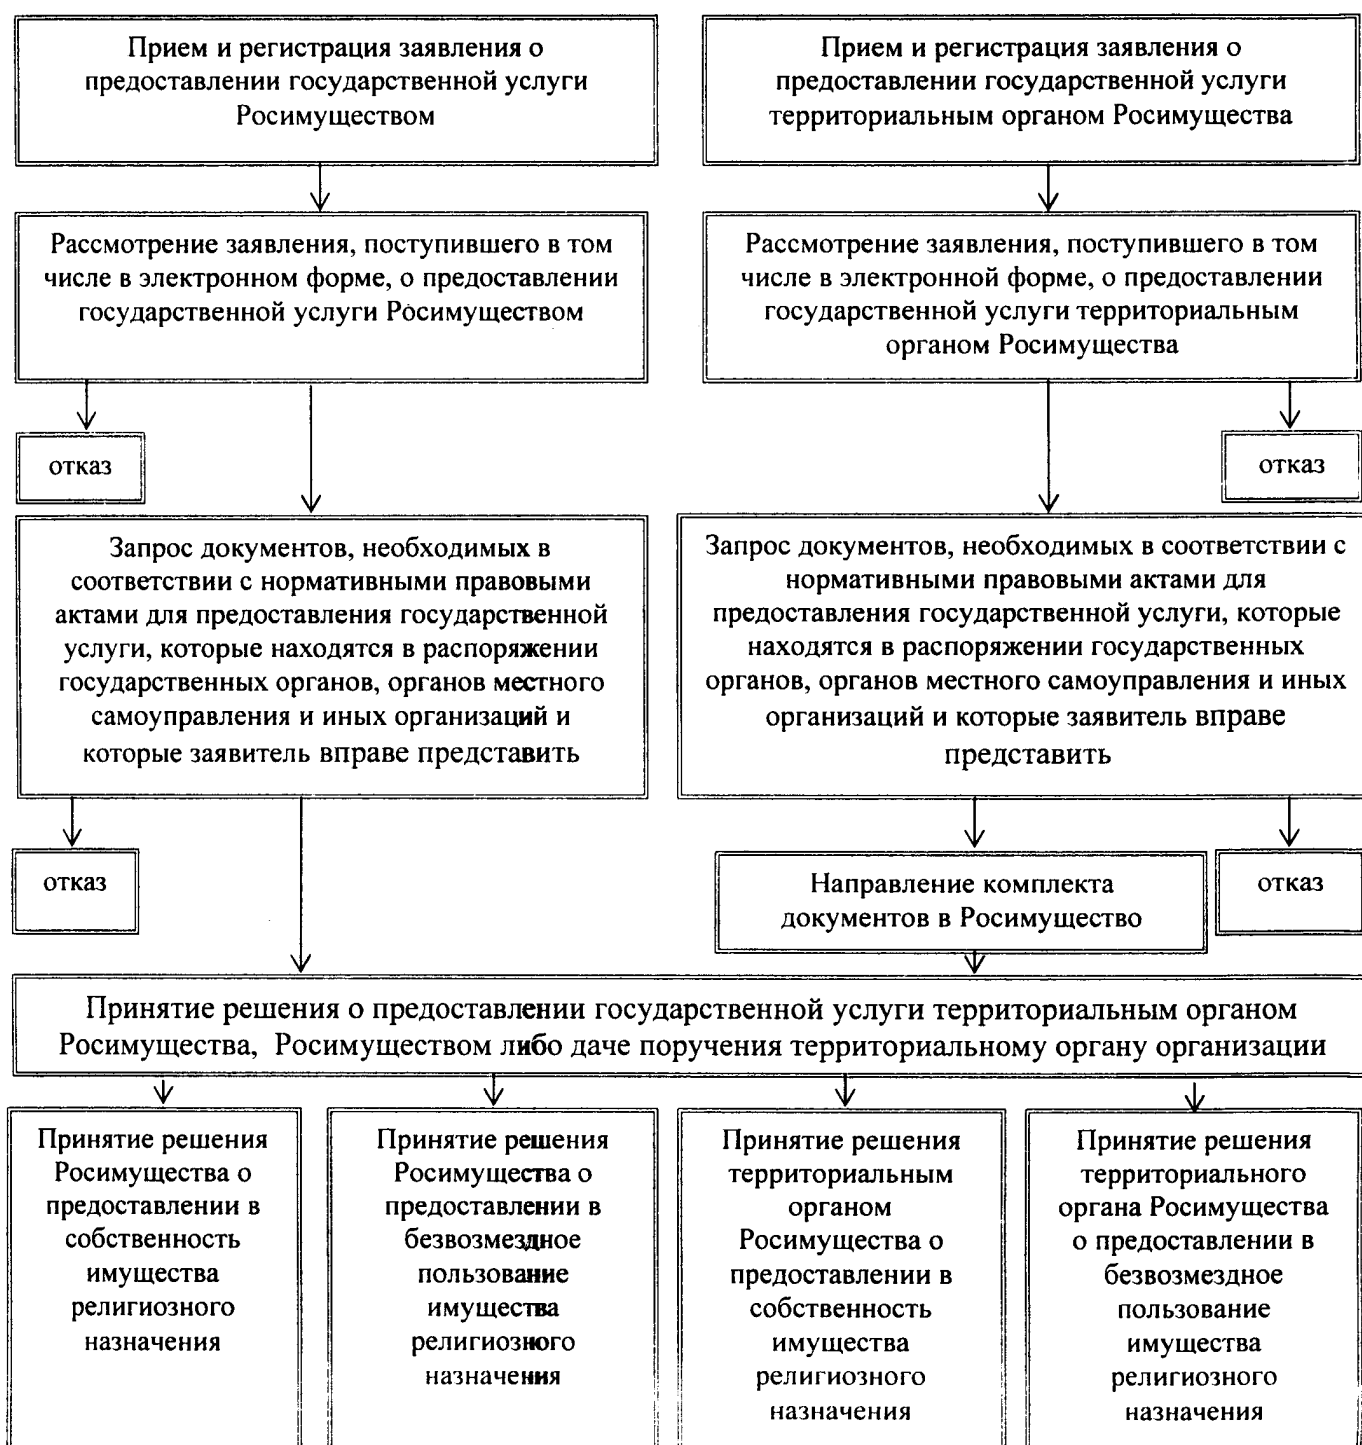 Прием и регистрация заявления о
предоставлении государственной услуги
Росимуществом
Прием и регистрация заявления о
предоставлении государственной услуги
территориальным органом Росимущества
Рассмотрение заявления, поступившего в том
числе в электронном форме, о предоставлении
государственной услуги Росимуществом
Рассмотрение заявления, поступившего в том
числе в электронной форме, о предоставлении
государственной услуги территориальным
органом Росимущества
отказ
отказ
Запрос документов, необходимых в
соответствии с нормативными правовыми
актами для предоставления государственной
услуги, которые находятся в распоряжении
государственных органов, органов местного
самоуправления и иных организаций и
которые заявитель вправе представить
Запрос документов, необходимых в соответствии с
нормативными правовыми актами для
предоставления государственной услуги, которые
находятся в распоряжении государственных
органов, органов местного самоуправления и иных
организаций и которые заявитель вправе
представить
отказ
Направление комплекта
документов в Росимущество
отказ
Принятие решения о предоставлении государственной услуги территориальным органом
Росимущества, Росимуществом либо даче поручения территориальному органу организации
Принятие решения
Росимущества о
предоставлении в
собственность
имущества
религиозного
назначения
Принятие решения
Росимущества о
предоставлении в
безвозмездное
пользование
имущества
религиозного
назначения
Принятие решения
территориальным
органом
Росимущества о
предоставлении в
собственность
имущества
религиозного
назначения
Принятие решения
территориального
органа Росимущества
о предоставлении в
безвозмездное
пользование
имущества
религиозного
назначения